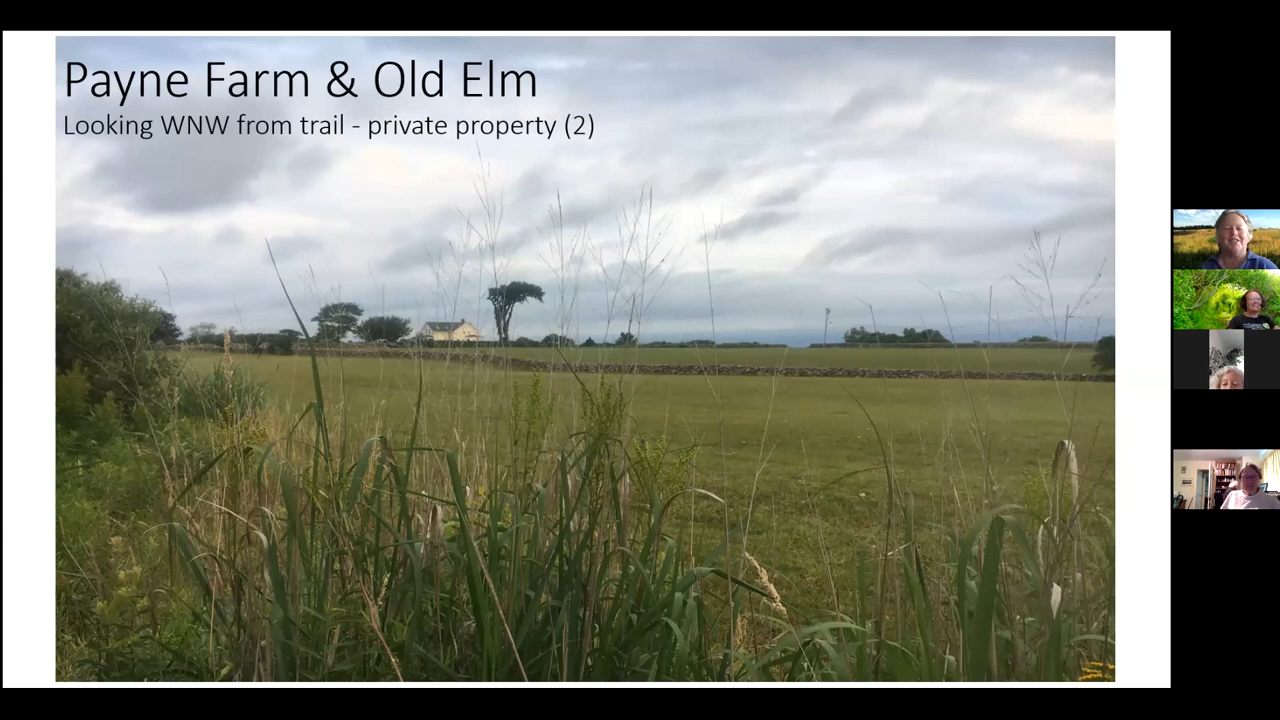 Payne Farm & Old Elm
Looking WNW from trail - private property (2)